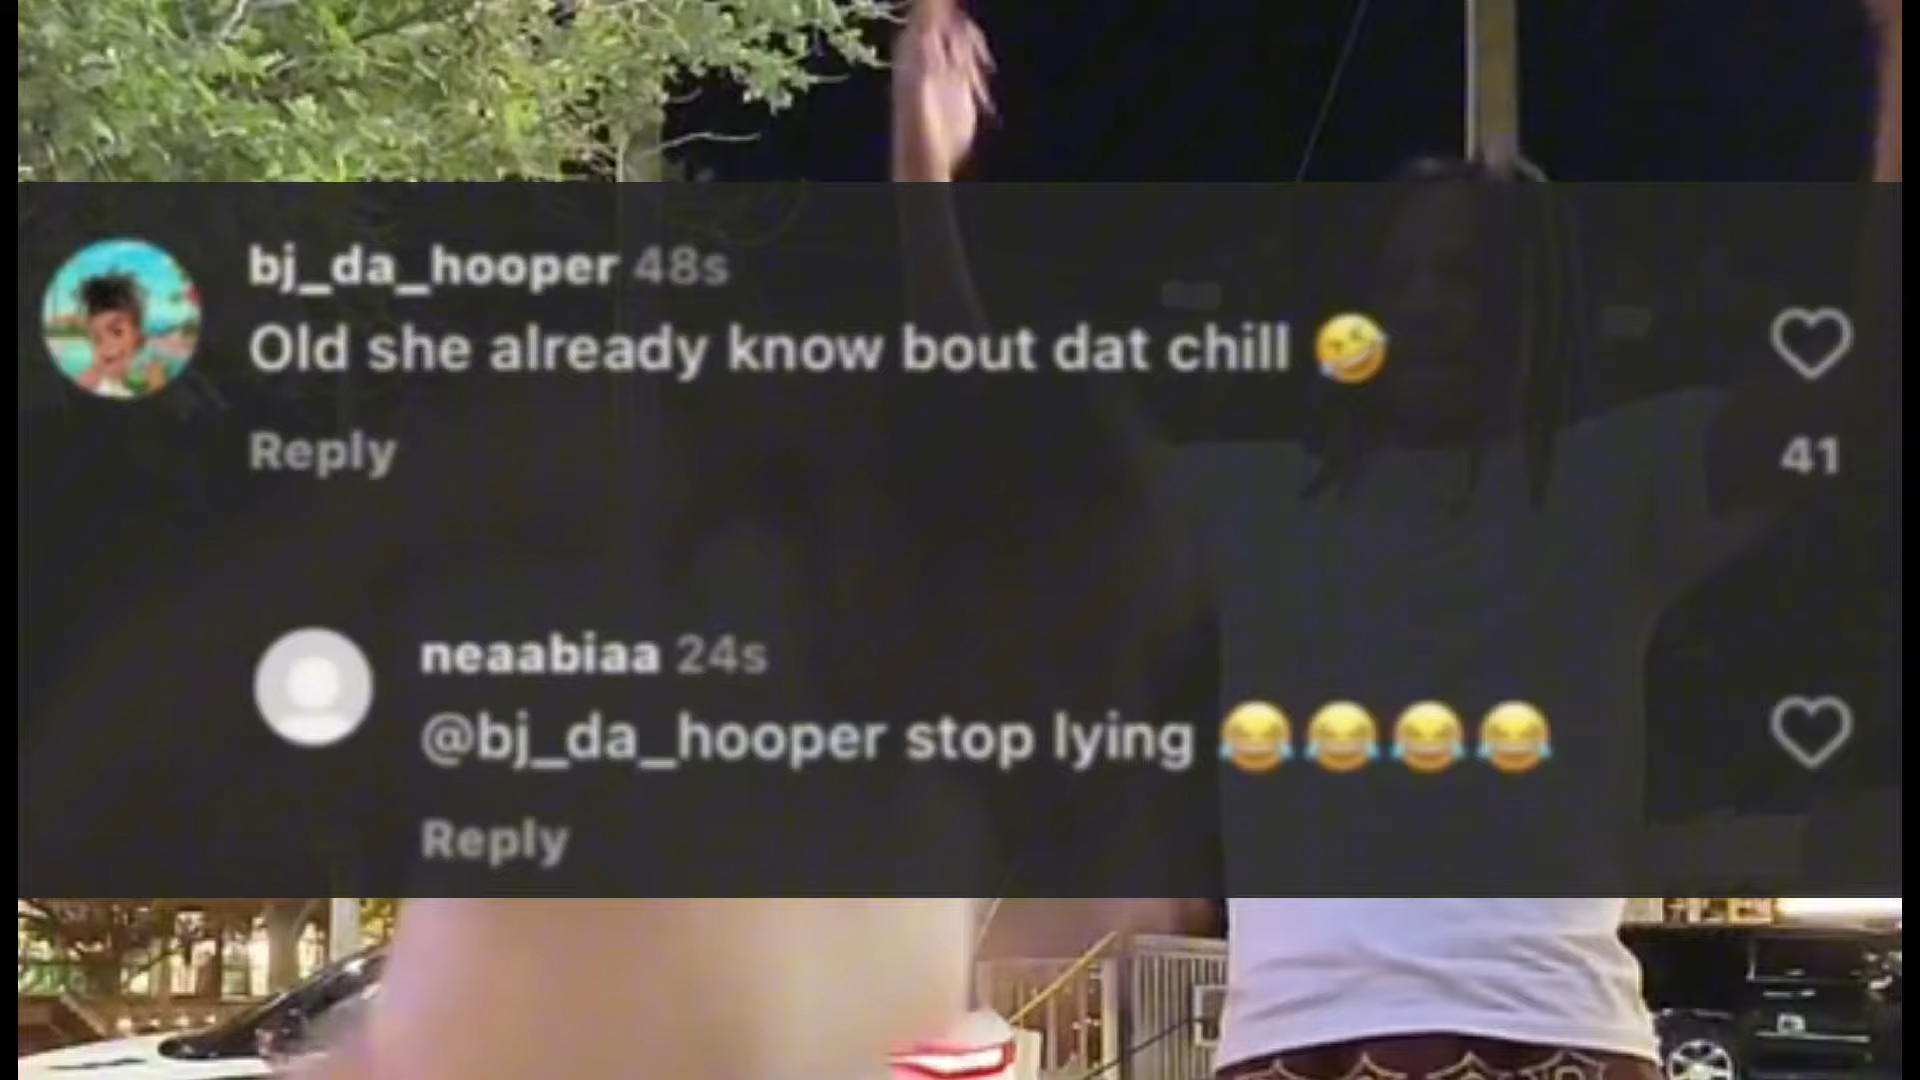 bj_da_hooper 48s
Old she already know bout dat chill 🤣
Reply
41
neaabiaa 24s
@bj_da_hooper stop lying 😂😂😂😂
Reply